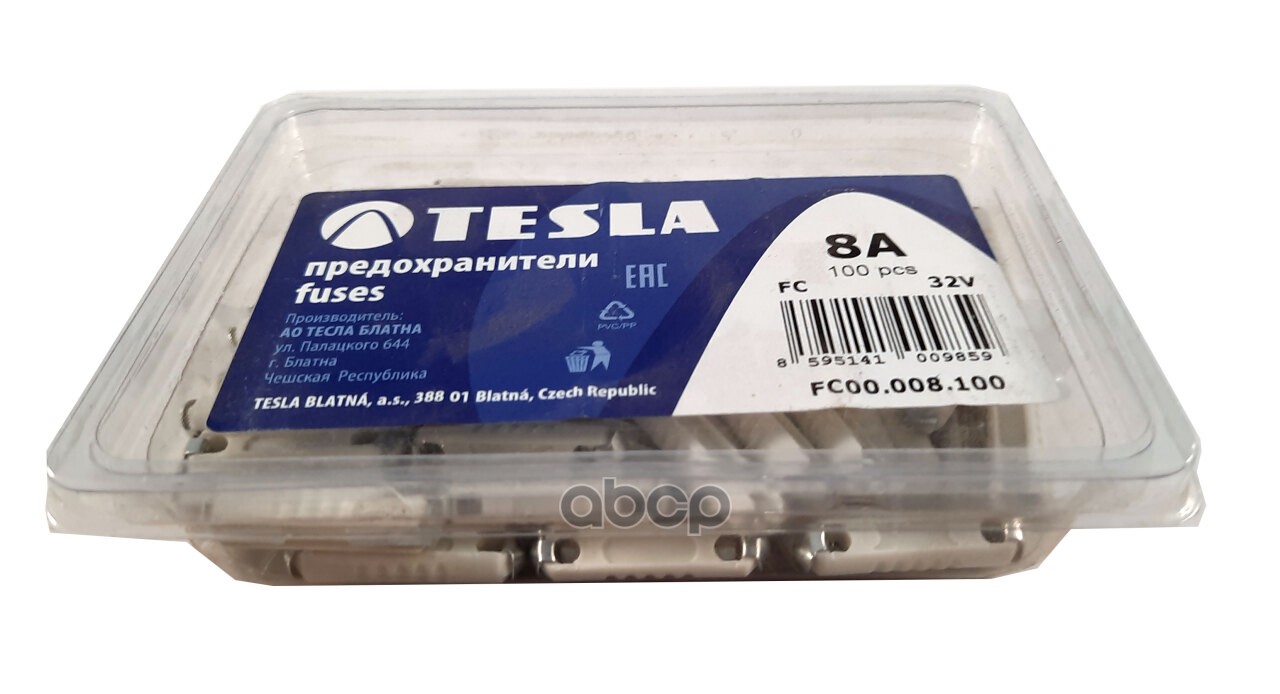 TESLA
предохранители
fuses
EAC
Производитель:
АО ТЕСЛА БЛАТНА
ул. Палацкого 644
г. Блатна
Чешская Республика
PVC/PP
TESLA BLATNÁ, a.s., 388 01 Blatná, Czech Republic
8A
100 pcs
FC 32V
8 595141 009859
FC00.008.100
abcp